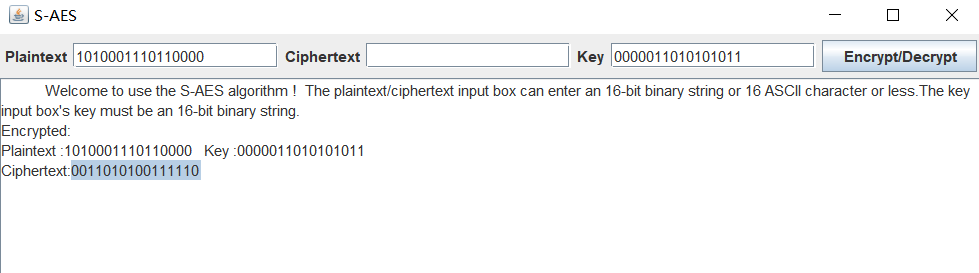 S-AES
Plaintext 1010001110110000 Ciphertext Key 0000011010101011 Encrypt/Decrypt
Welcome to use the S-AES algorithm！ The plaintext/ciphertext input box can enter an 16-bit binary string or 16 ASCII character or less.The key
input box's key must be an 16-bit binary string.
Encrypted:
Plaintext :1010001110110000 Key :0000011010101011
Ciphertext:0011010100111110